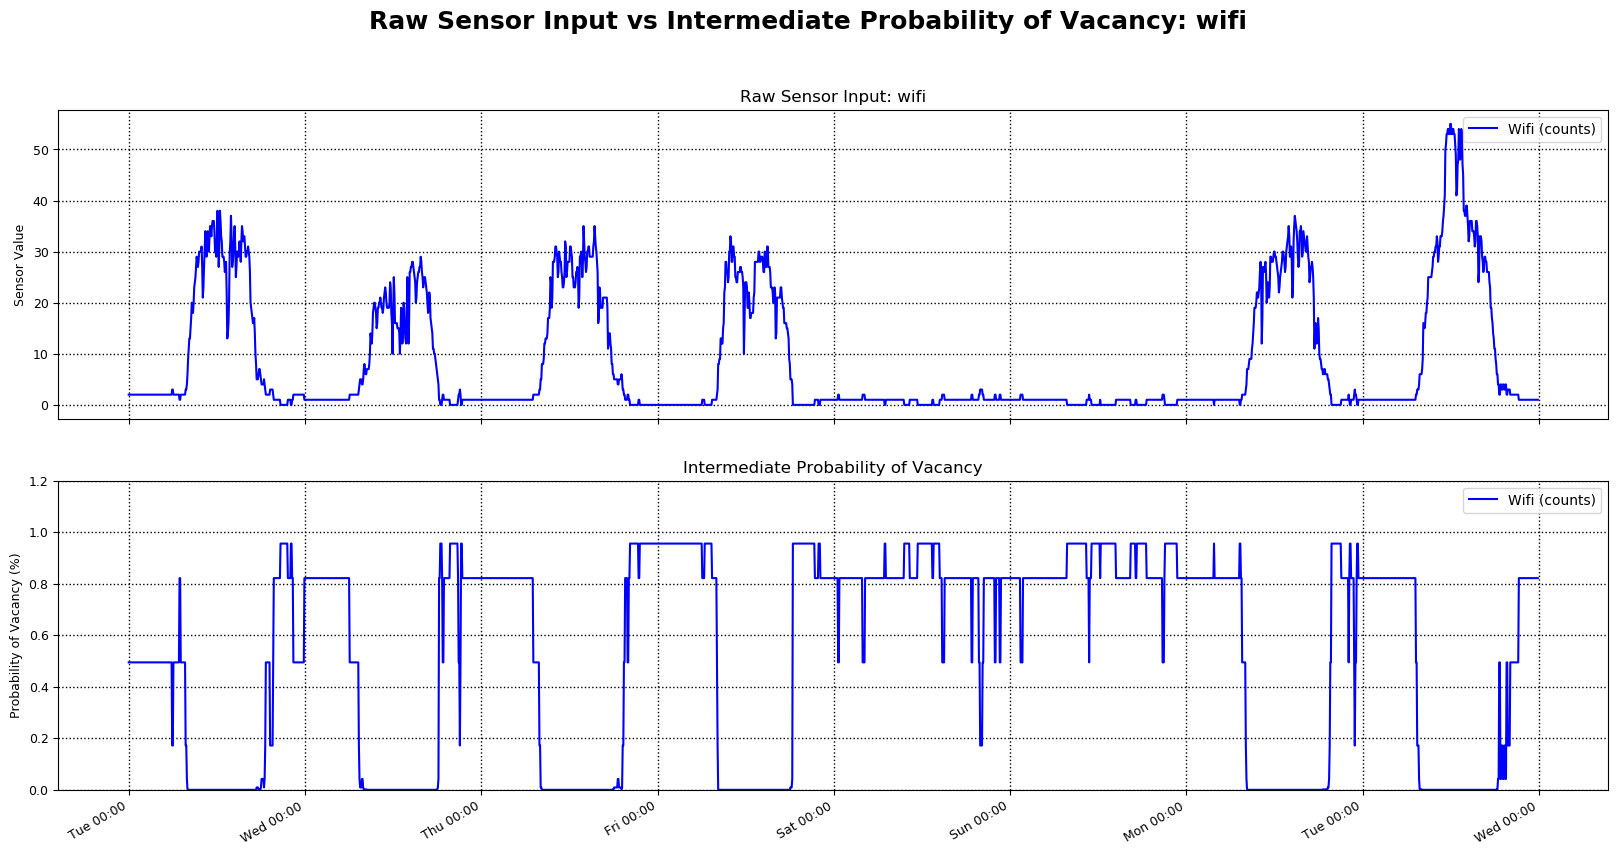 Raw Sensor Input vs Intermediate Probability of Vacancy: wifi
Raw Sensor Input: wifi
Wifi (counts)
Sensor Value
50
40
30
20
10
0
Intermediate Probability of Vacancy
Wifi (counts)
Probability of Vacancy (%)
1.2
1.0
0.8
0.6
0.4
0.2
0.0
Tue 00:00
Wed 00:00
Thu 00:00
Fri 00:00
Sat 00:00
Sun 00:00
Mon 00:00
Tue 00:00
Wed 00:00